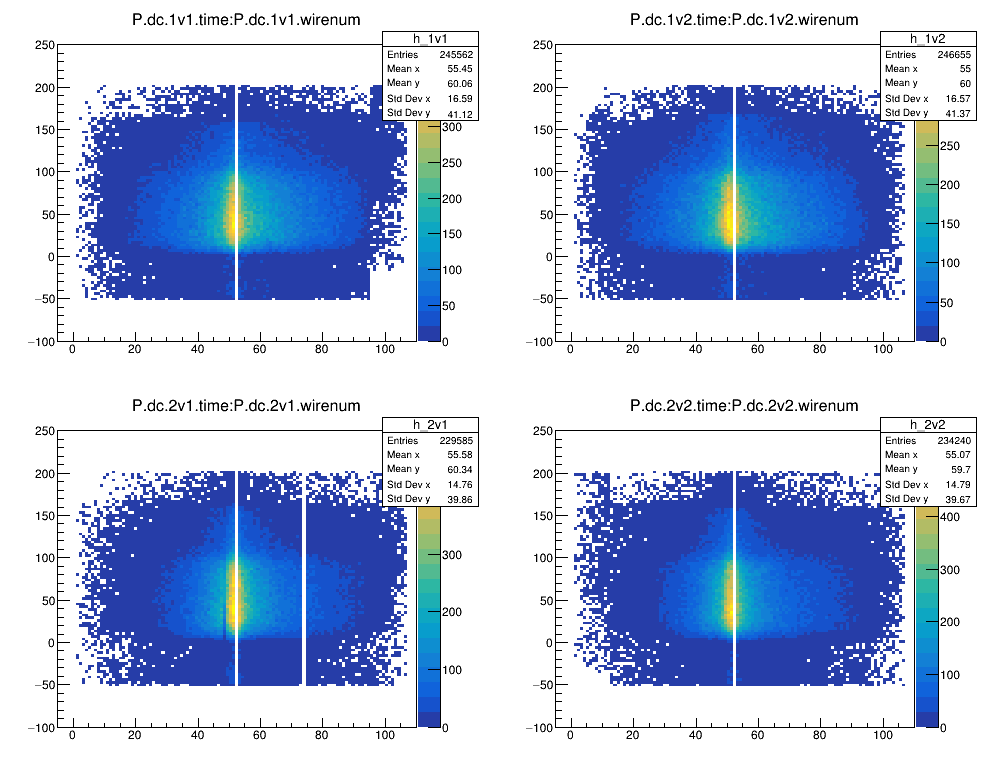 P.dc.1v1.time:P.dc.1v1.wirenum
h_1v1
Entries 245562
Mean x 55.45
Mean y 60.06
Std Dev x 16.59
Std Dev y 41.12
250
200
150
100
50
0
−50
−100
0 20 40 60 80 100
300
250
200
150
100
50
0
P.dc.1v2.time:P.dc.1v2.wirenum
h_1v2
Entries 246655
Mean x 55
Mean y 60
Std Dev x 16.57
Std Dev y 41.37
250
200
150
100
50
0
−50
−100
0 20 40 60 80 100
250
200
150
100
50
0
P.dc.2v1.time:P.dc.2v1.wirenum
h_2v1
Entries 229585
Mean x 55.58
Mean y 60.34
Std Dev x 14.76
Std Dev y 39.86
250
200
150
100
50
0
−50
−100
0 20 40 60 80 100
300
200
100
0
P.dc.2v2.time:P.dc.2v2.wirenum
h_2v2
Entries 234240
Mean x 55.07
Mean y 59.7
Std Dev x 14.79
Std Dev y 39.67
250
200
150
100
50
0
−50
−100
0 20 40 60 80 100
400
300
200
100
0